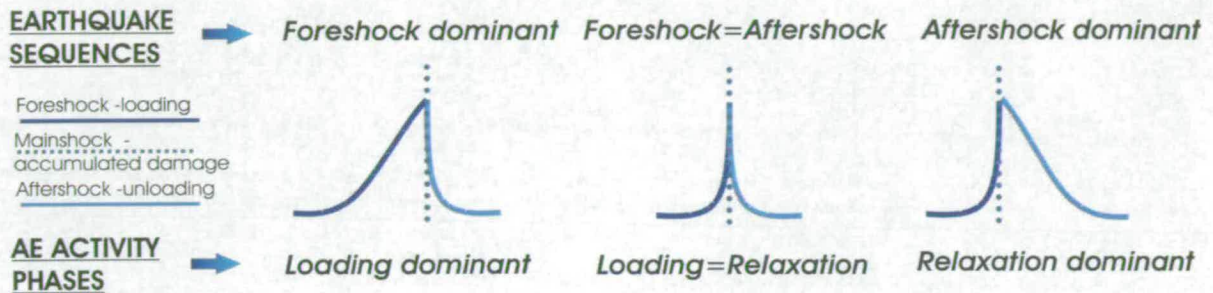 EARTHQUAKE
SEQUENCES
Foreshock dominant
Foreshock=Aftershock
Aftershock dominant
Foreshock -loading
Mainshock -
accumulated damage
Aftershock -unloading
AE ACTIVITY
PHASES
Loading dominant
Loading=Relaxation
Relaxation dominant